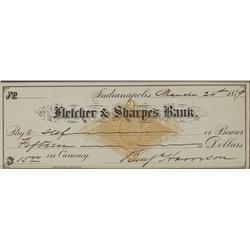 No. Indianapolis, March 24th 1879
Fletcher & Sharpe's Bank,
Pay to Self or Bearer
Fifteen Dollars
$15.00 in Currency Benj Harrison